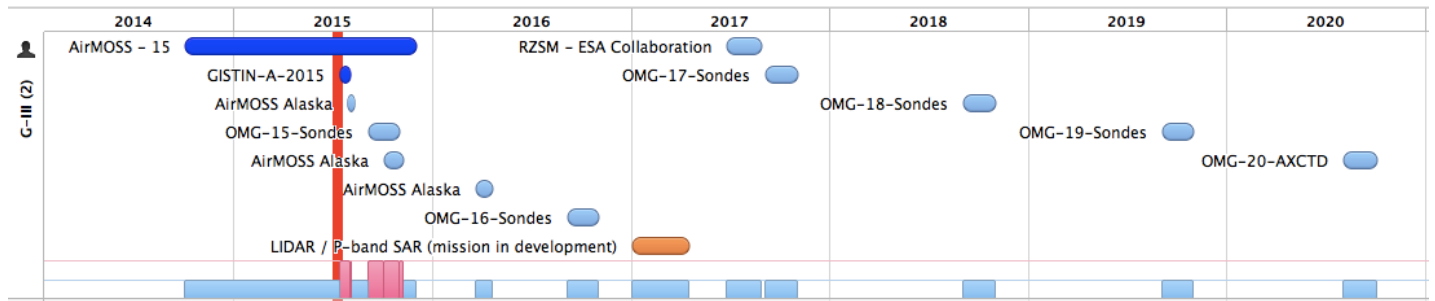 2014 2015 2016 2017 2018 2019 2020
G-III (2)
AirMOSS - 15 RZSM - ESA Collaboration
GISTIN-A-2015 OMG-17-Sondes
AirMOSS Alaska OMG-18-Sondes
OMG-15-Sondes OMG-19-Sondes
AirMOSS Alaska OMG-20-AXCTD
AirMOSS Alaska
OMG-16-Sondes
LIDAR / P-band SAR (mission in development)